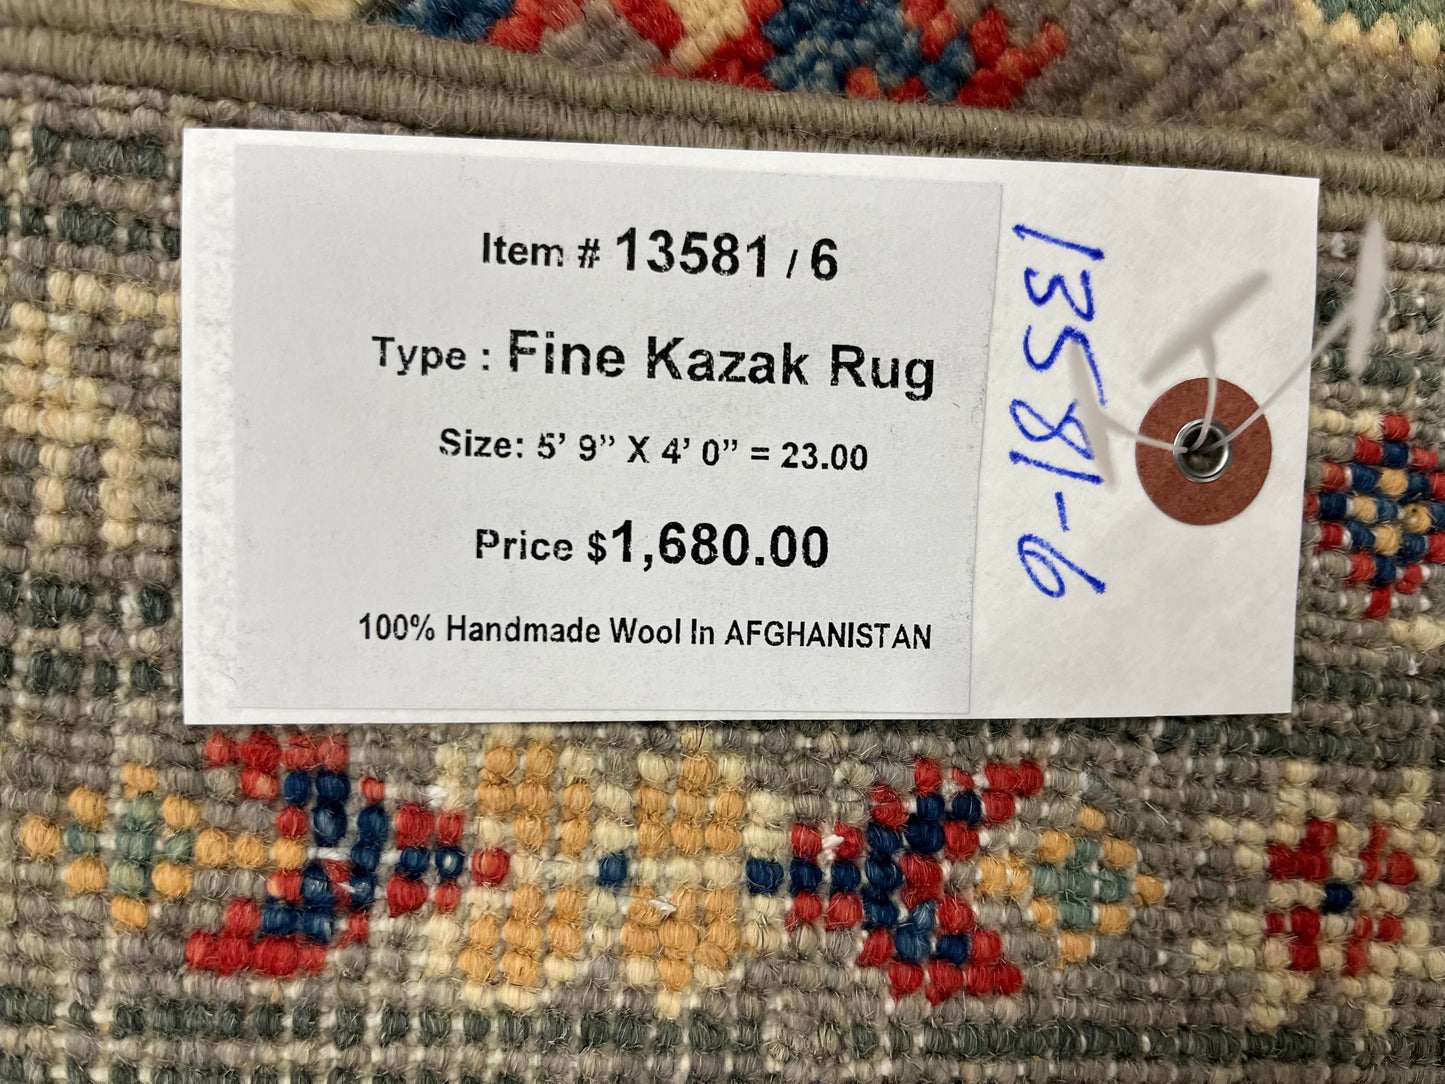 Item # 13581 / 6
Type : Fine Kazak Rug
Size: 5’ 9” X 4’ 0” = 23.00
Price $1,680.00
100% Handmade Wool In AFGHANISTAN
13581-6